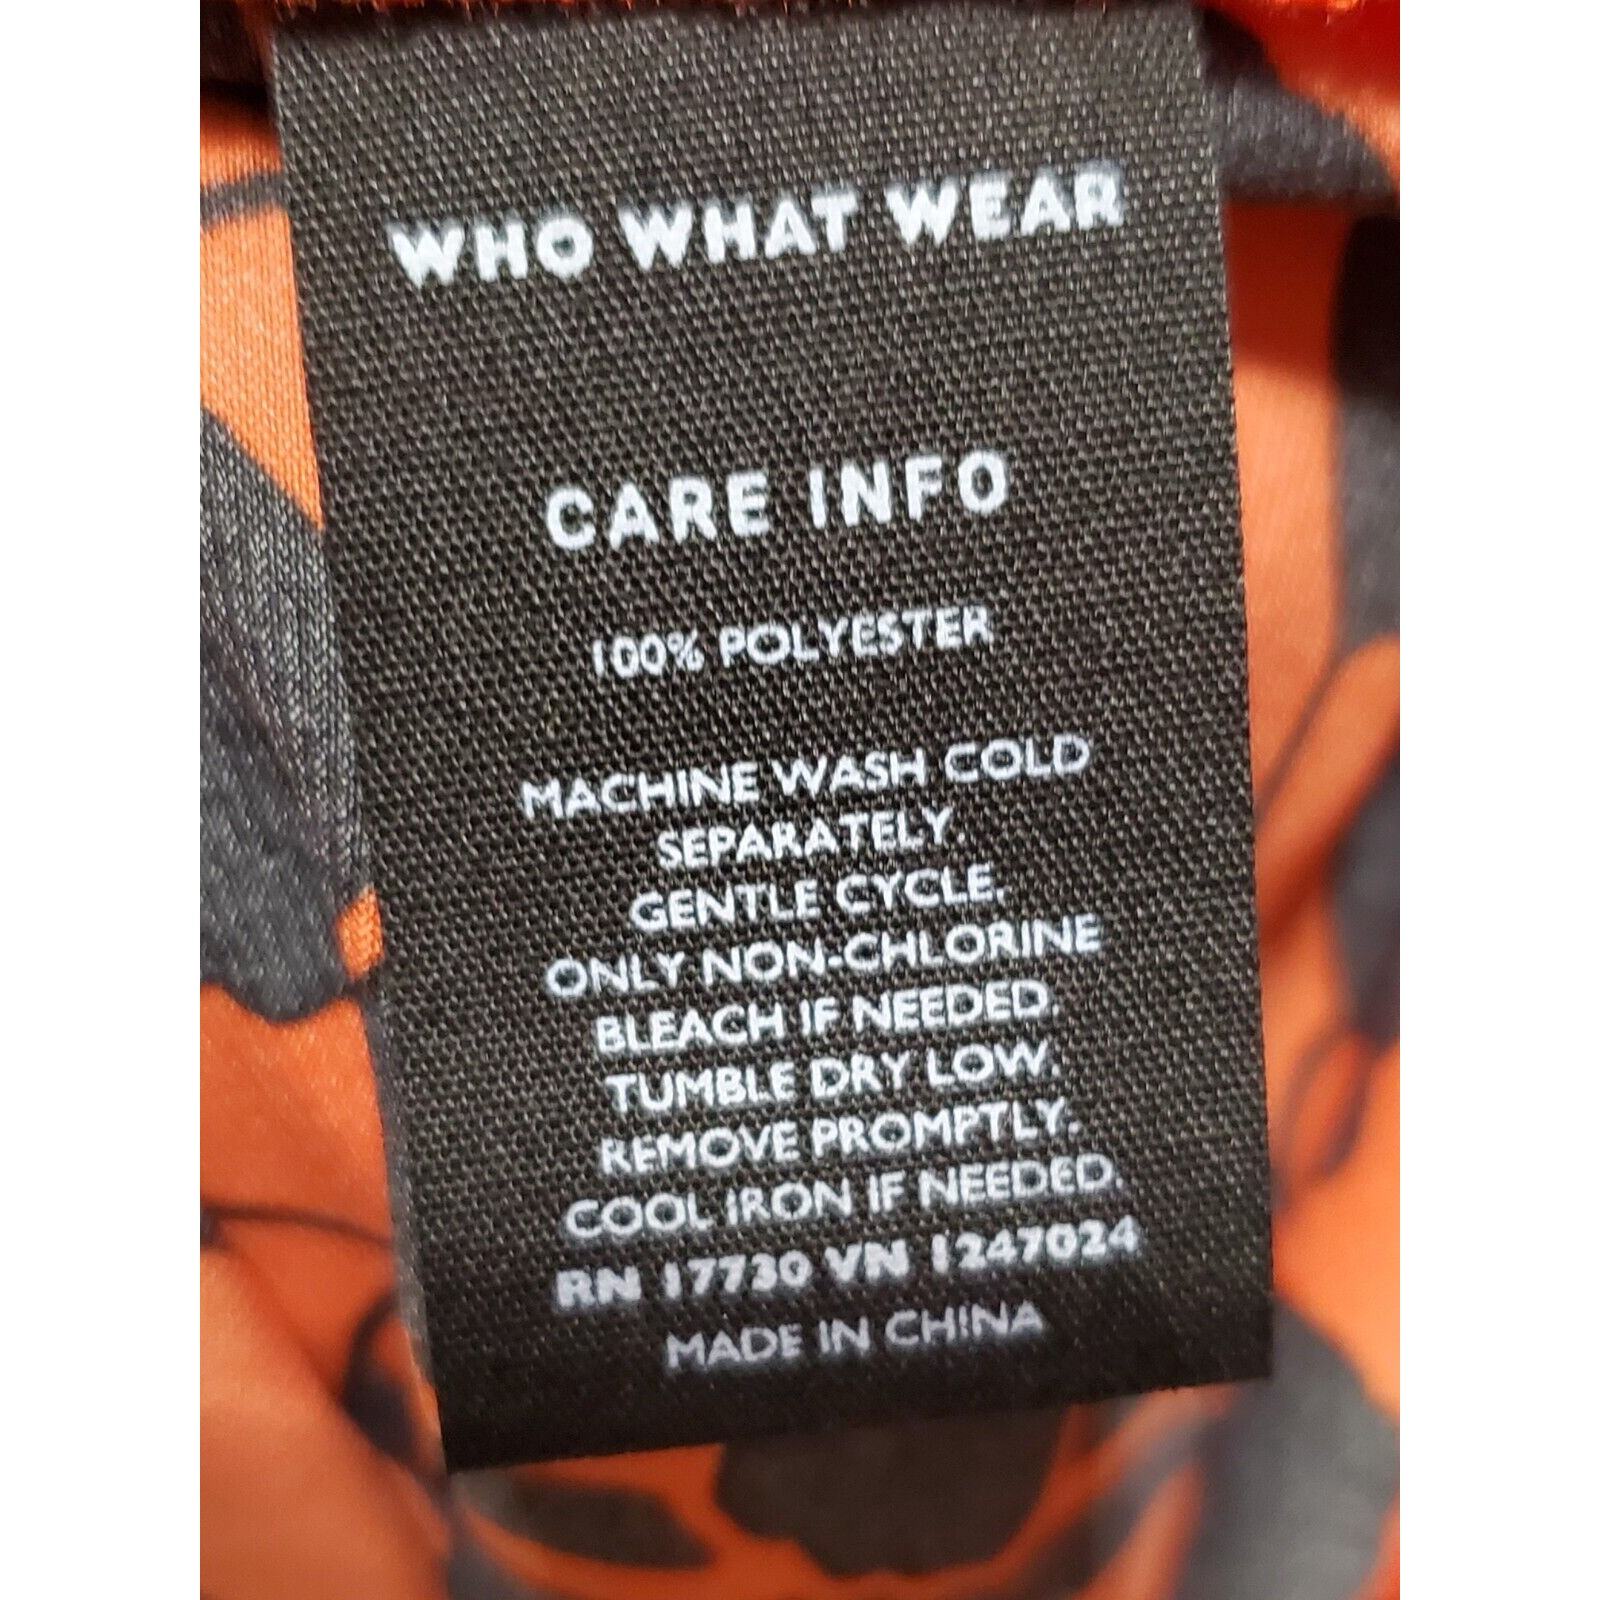 WHO WHAT WEAR
CARE INFO
100% POLYESTER
MACHINE WASH COLD
SEPARATELY.
GENTLE CYCLE.
ONLY NON-CHLORINE
BLEACH IF NEEDED.
TUMBLE DRY LOW.
REMOVE PROMPTLY.
COOL IRON IF NEEDED.
RN 17730 VN 1247024
MADE IN CHINA